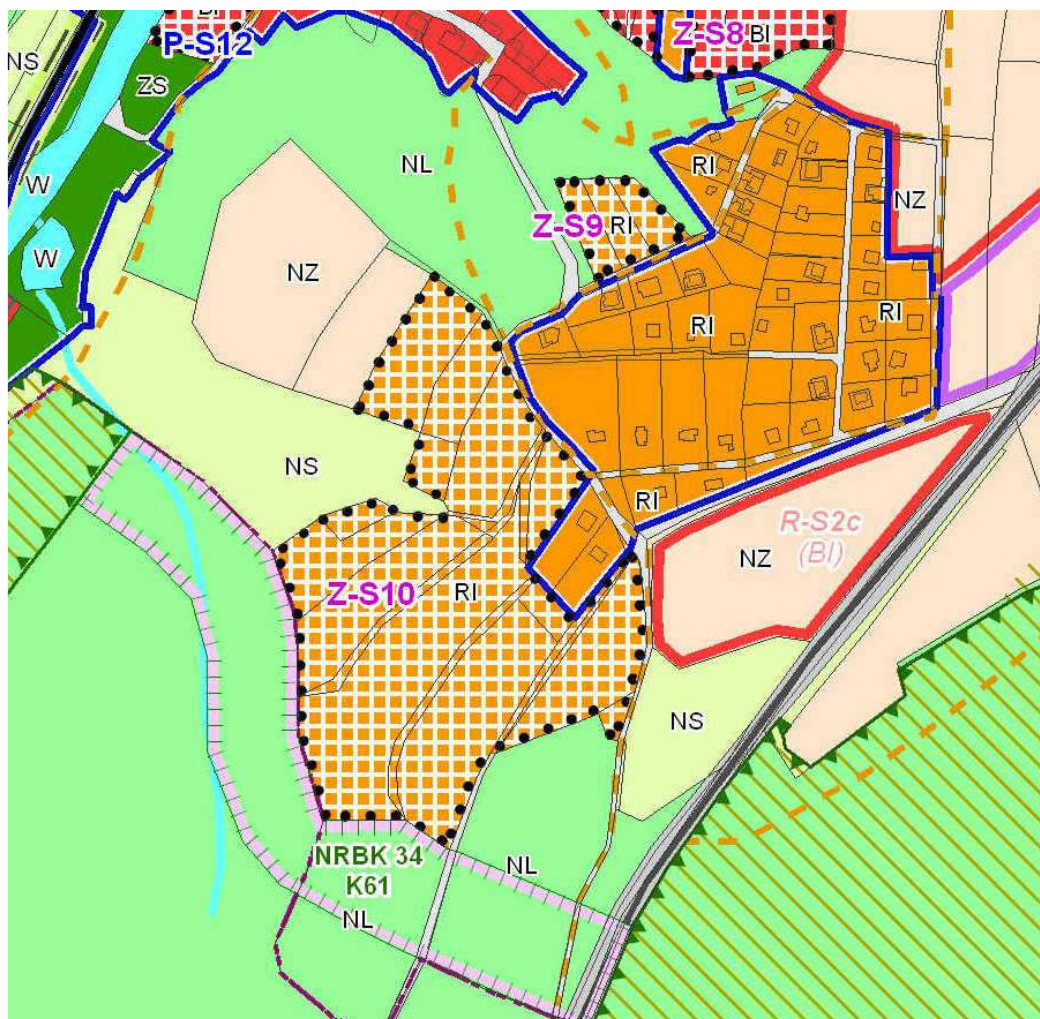 BI
P-S12
Z-S8
BI
NS
ZS
NL
RI
W
NZ
Z-S9
RI
W
NZ
RI
RI
NS
RI
R-S2c
(BI)
NZ
Z-S10
RI
NS
NRBK 34
K61
NL
NL